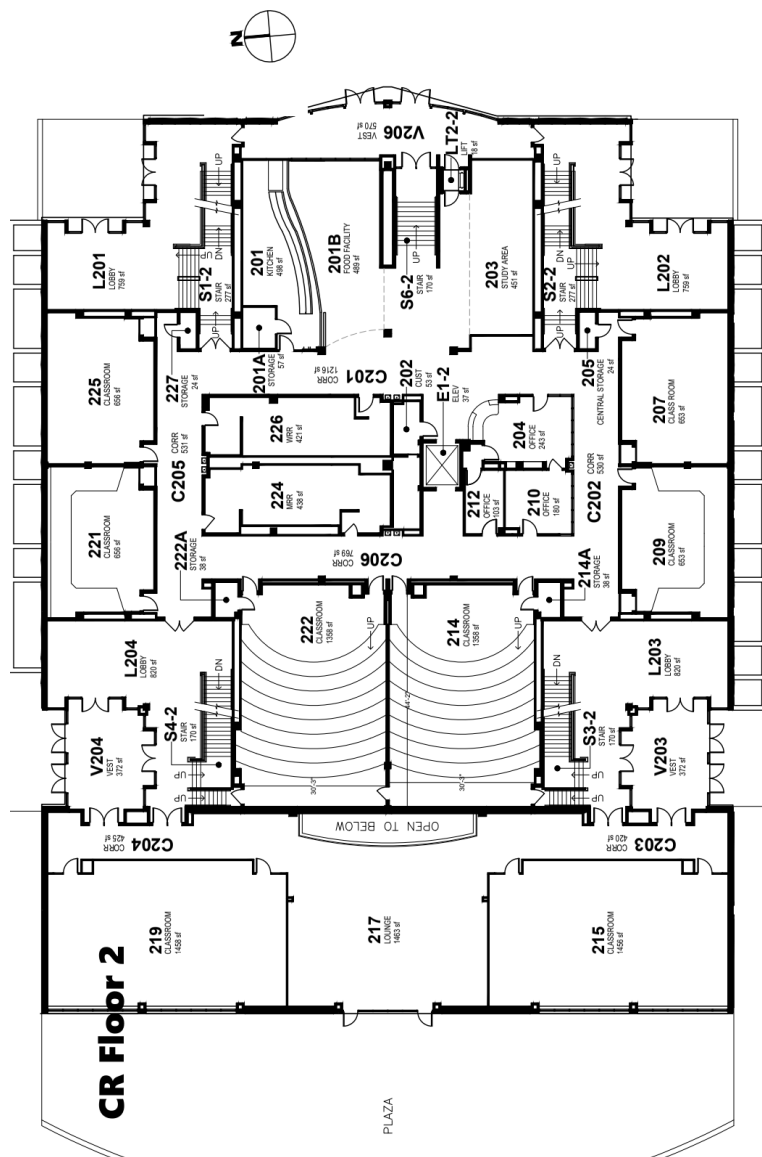 N
V206
VEST
570 sf
LT2-2
LIFT
18 sf
L201
LOBBY
759 sf
UP
DN
UP
S1-2
STAIR
277 sf
UP
201
KITCHEN
498 sf
201B
FOOD FACILITY
489 sf
UP
S6-2
STAIR
170 sf
203
STUDY AREA
451 sf
UP
DN
UP
S2-2
STAIR
277 sf
UP
L202
LOBBY
759 sf
225
CLASSROOM
656 sf
227
STORAGE
24 sf
201A
STORAGE
57 sf
C201
CORR
1216 sf
202
CUST
53 sf
E1-2
ELEV
37 sf
205
CENTRAL STORAGE
24 sf
207
CLASS ROOM
653 sf
C205
CORR
531 sf
226
WRR
421 sf
224
MRR
438 sf
204
OFFICE
243 sf
212
OFFICE
103 sf
210
OFFICE
180 sf
C202
CORR
530 sf
221
CLASSROOM
656 sf
209
CLASSROOM
653 sf
222A
STORAGE
38 sf
C206
CORR
769 sf
214A
STORAGE
38 sf
222
CLASSROOM
1358 sf
UP
214
CLASSROOM
1358 sf
UP
L204
LOBBY
820 sf
DN
S4-2
STAIR
170 sf
UP
UP
V204
VEST
372 sf
30'-3"
30'-3"
44'-2"
L203
LOBBY
820 sf
DN
S3-2
STAIR
170 sf
UP
UP
V203
VEST
372 sf
C204
CORR
425 sf
OPEN TO BELOW
C203
CORR
420 sf
219
CLASSROOM
1458 sf
217
LOUNGE
1463 sf
215
CLASSROOM
1456 sf
CR Floor 2
PLAZA